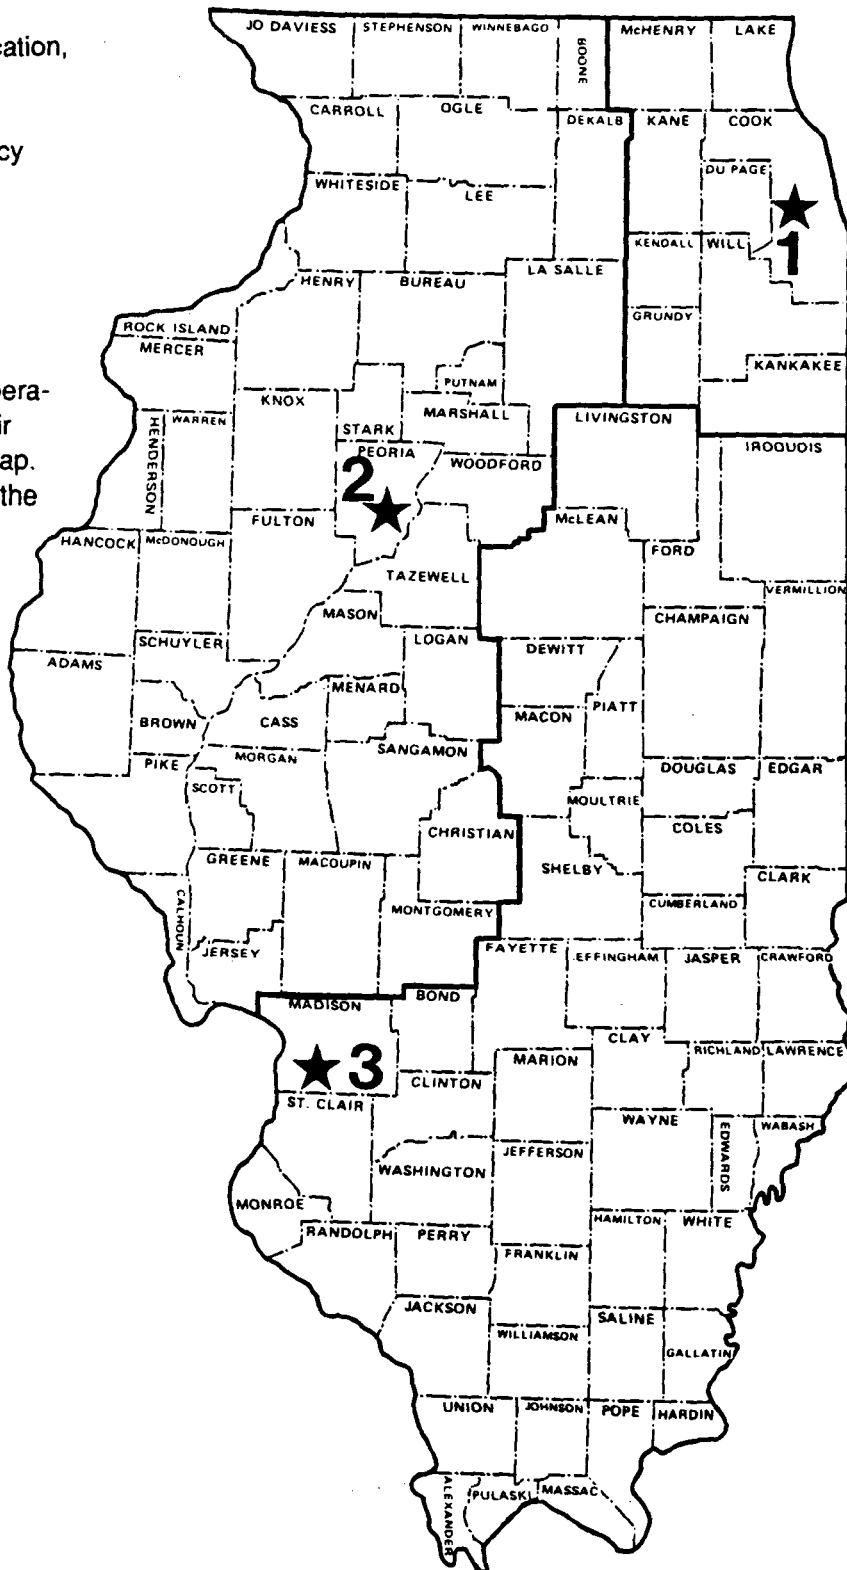 cation,
cy
pera-
ir
ap.
the
JO DAVIESS
STEPHENSON
WINNEBAGO
BOONE
McHENRY
LAKE
CARROLL
OGLE
DEKALB
KANE
COOK
DU PAGE
WHITESIDE
LEE
1
KENDALL
WILL
HENRY
BUREAU
LA SALLE
GRUNDY
ROCK ISLAND
MERCER
KANKAKEE
PUTNAM
KNOX
MARSHALL
LIVINGSTON
HENDERSON
WARREN
STARK
PEORIA
WOODFORD
IROQUOIS
2
FULTON
McLEAN
HANCOCK
McDONOUGH
FORD
TAZEWELL
VERMILLION
MASON
CHAMPAIGN
SCHUYLER
LOGAN
DEWITT
ADAMS
MENARD
PIATT
BROWN
CASS
MACON
SANGAMON
PIKE
MORGAN
DOUGLAS
EDGAR
SCOTT
MOULTRIE
CHRISTIAN
COLES
GREENE
MACOUPIN
SHELBY
CLARK
CALHOUN
MONTGOMERY
CUMBERLAND
JERSEY
FAYETTE
EFFINGHAM
JASPER
CRAWFORD
MADISON
BOND
CLAY
RICHLAND
LAWRENCE
3
MARION
CLINTON
ST. CLAIR
WAYNE
EDWARDS
WABASH
JEFFERSON
WASHINGTON
MONROE
HAMILTON
WHITE
RANDOLPH
PERRY
FRANKLIN
JACKSON
SALINE
WILLIAMSON
GALLATIN
UNION
JOHNSON
POPE
HARDIN
ALEXANDER
PULASKI
MASSAC